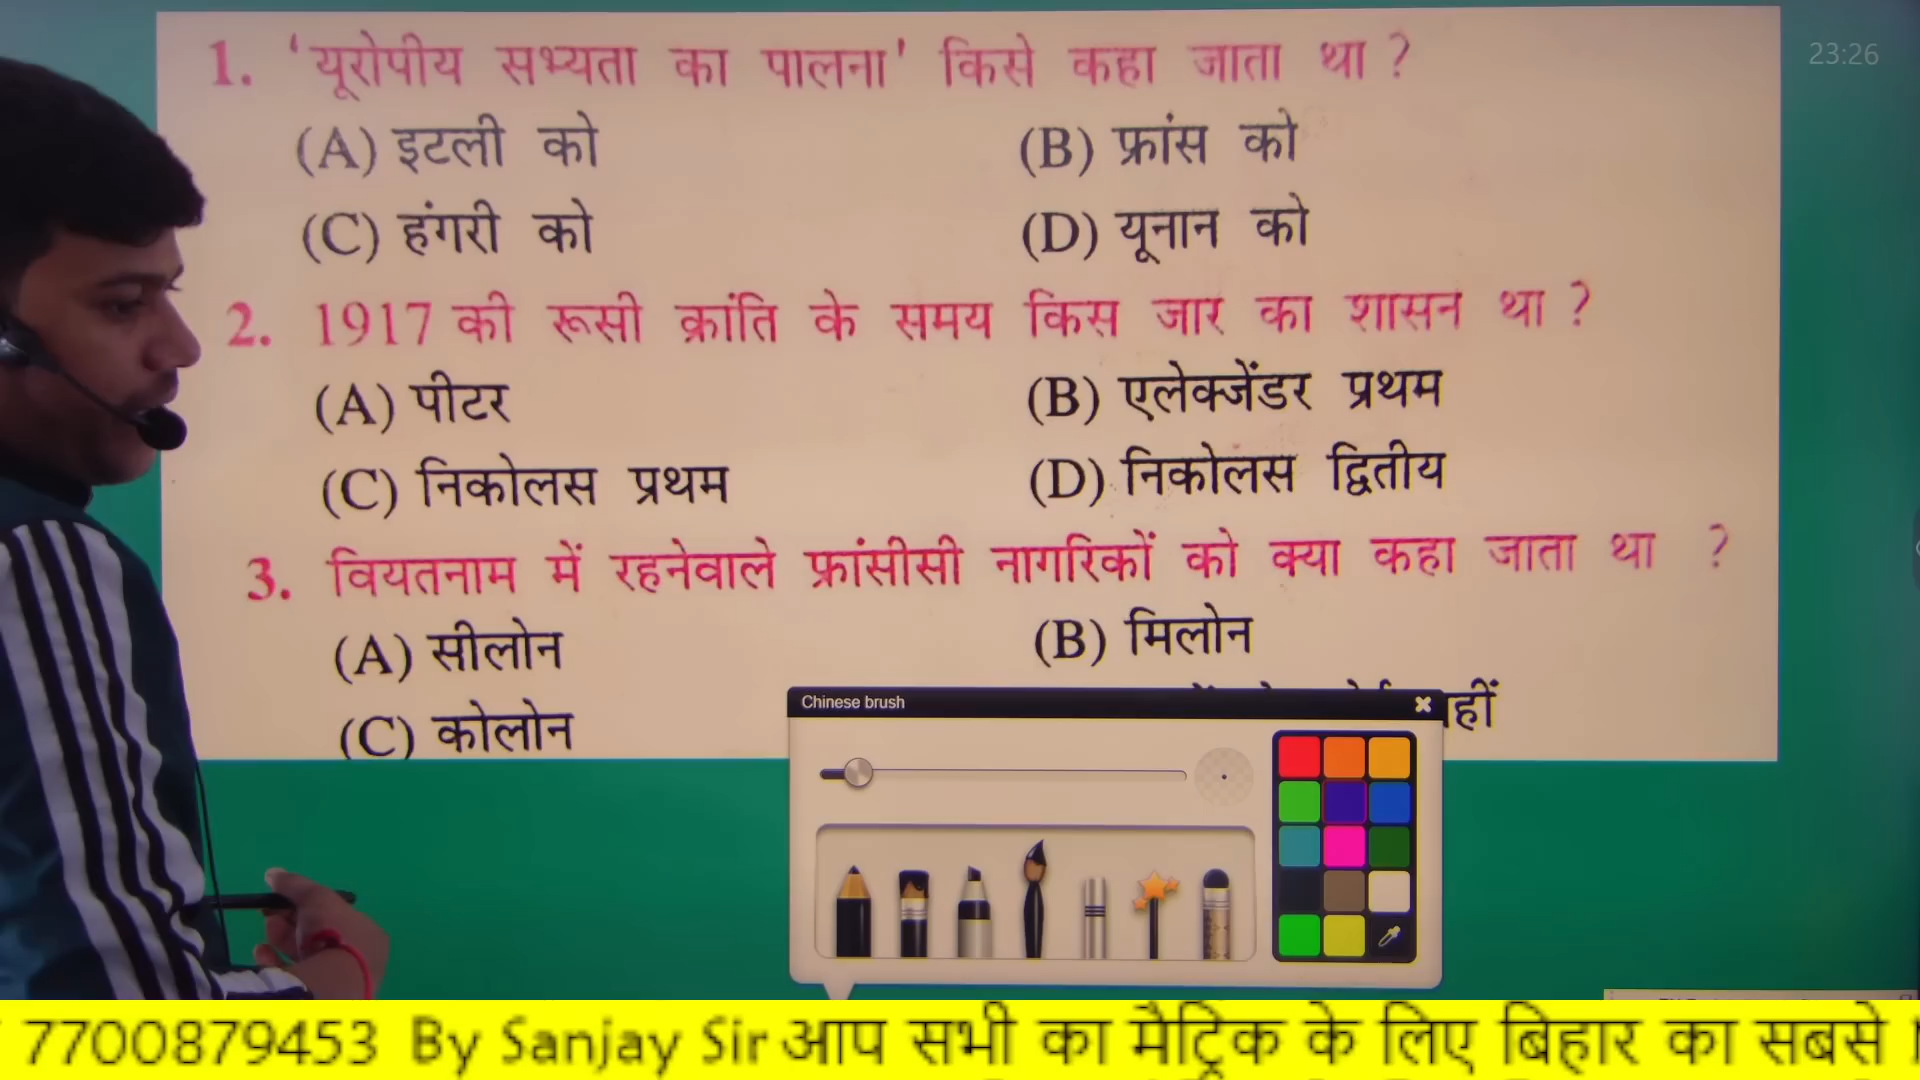 1. 'यूरोपीय सभ्यता का पालना' किसे कहा जाता था ?
23:26
(A) इटली को (B) फ्रांस को
(C) हंगरी को (D) यूनान को
2. 1917 की रूसी क्रांति के समय किस जार का शासन था ?
(A) पीटर (B) एलेक्जेंडर प्रथम
(C) निकोलस प्रथम (D) निकोलस द्वितीय
3. वियतनाम में रहनेवाले फ्रांसीसी नागरिकों को क्या कहा जाता था ?
(A) सीलोन (B) मिलोन
(C) कोलोन
Chinese brush
7700879453 By Sanjay Sir आप सभी का मैट्रिक के लिए बिहार का सबसे